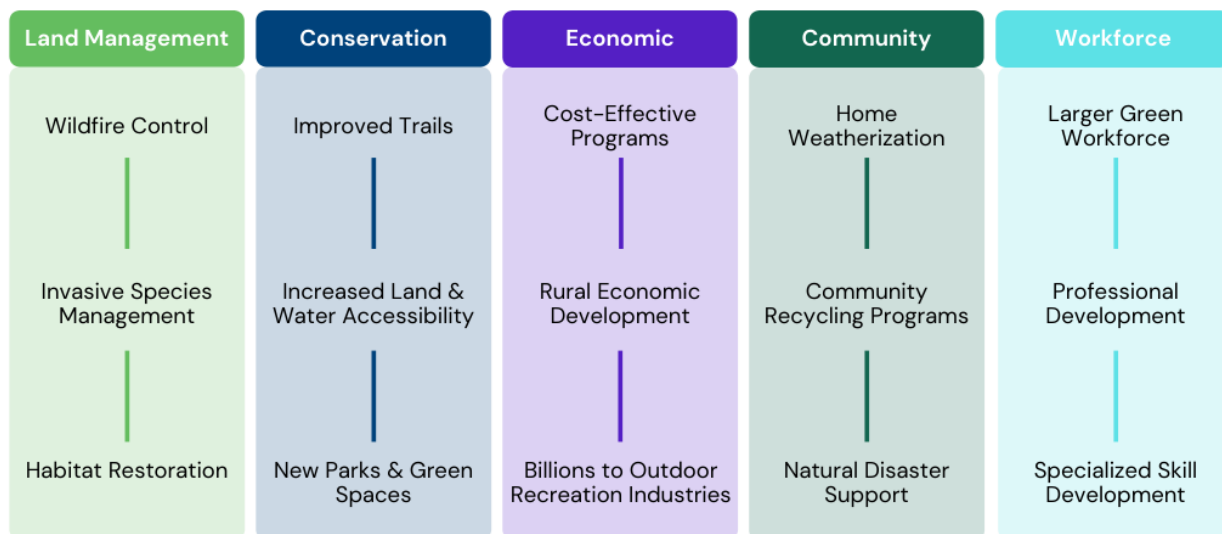 Land Management
Wildfire Control
Invasive Species
Management
Habitat Restoration
Conservation
Improved Trails
Increased Land &
Water Accessibility
New Parks & Green
Spaces
Economic
Cost-Effective
Programs
Rural Economic
Development
Billions to Outdoor
Recreation Industries
Community
Home
Weatherization
Community
Recycling Programs
Natural Disaster
Support
Workforce
Larger Green
Workforce
Professional
Development
Specialized Skill
Development